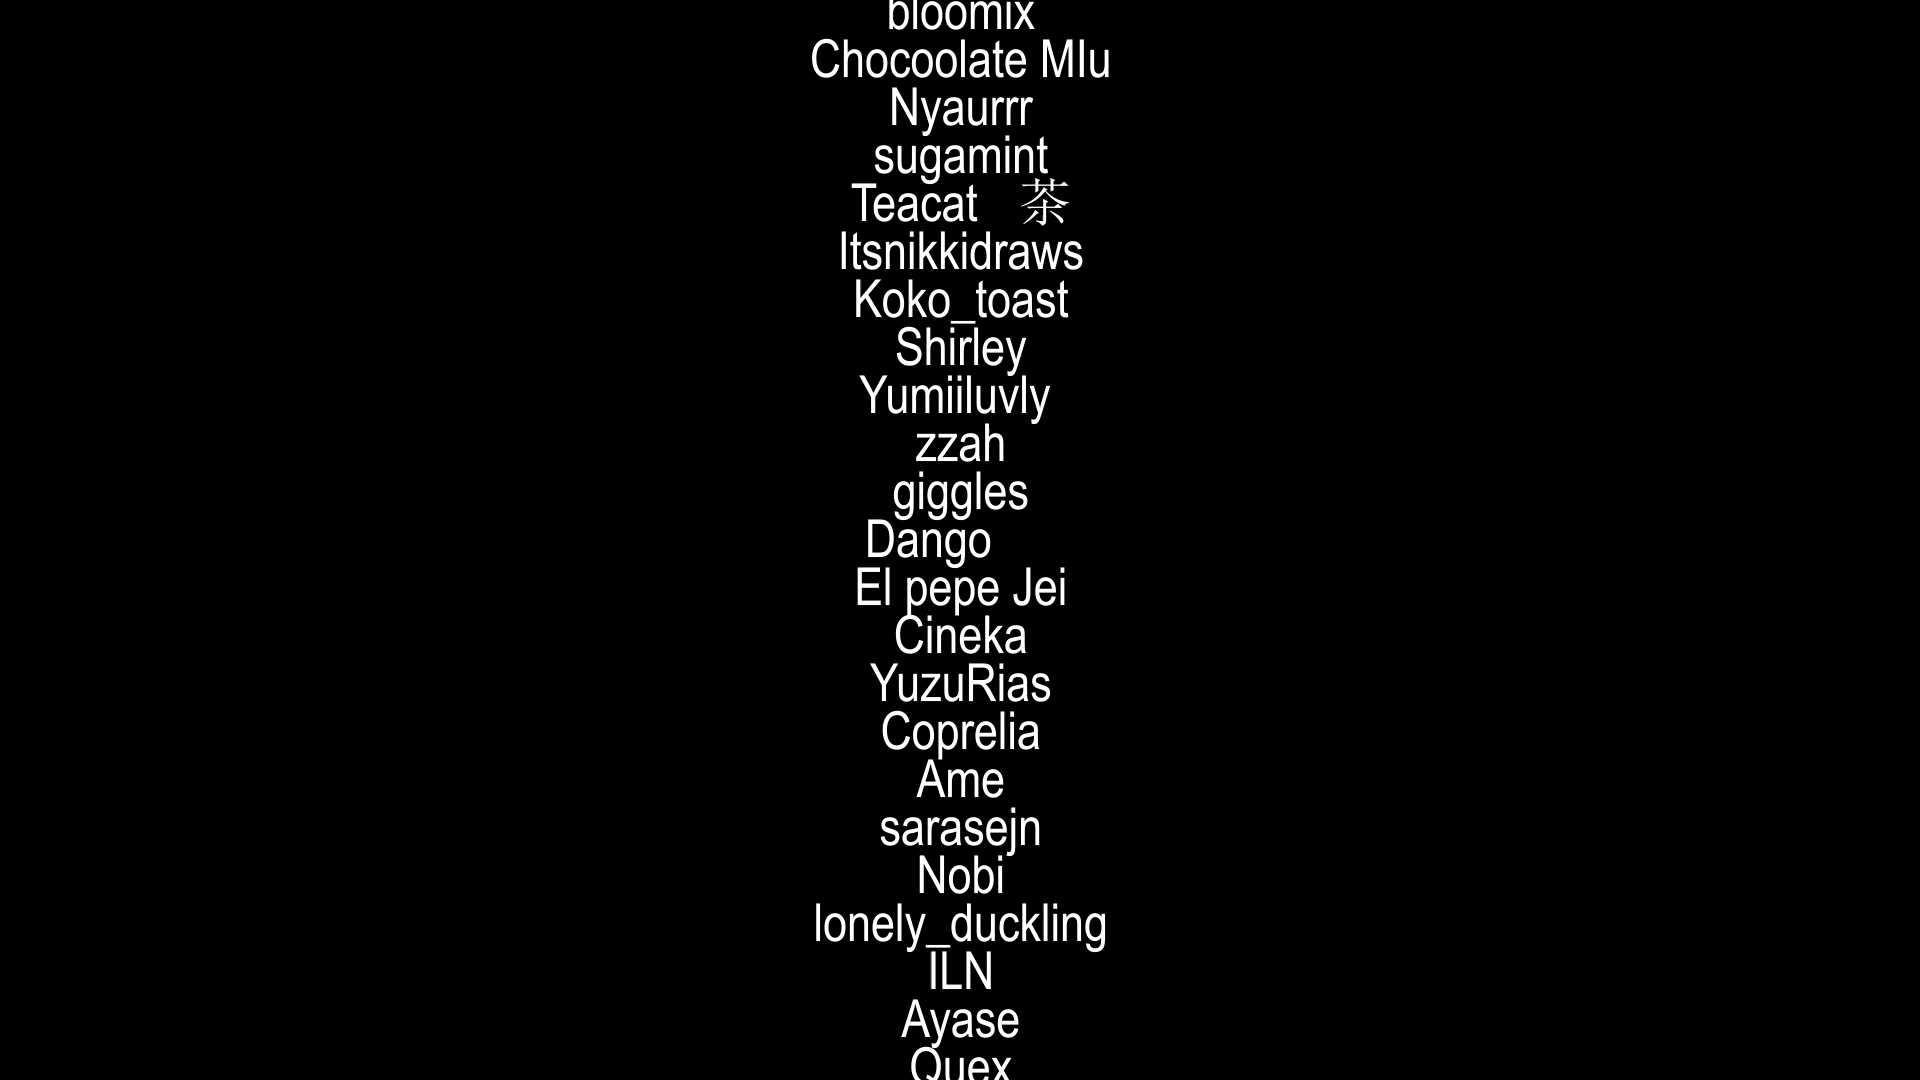 bloomix
Chocoolate MIu
Nyaurrr
sugamint
Teacat 茶
Itsnikkidraws
Koko_toast
Shirley
Yumiiluvly
zzah
giggles
Dango
El pepe Jei
Cineka
YuzuRias
Coprelia
Ame
sarasejn
Nobi
lonely_duckling
ILN
Ayase
Quex